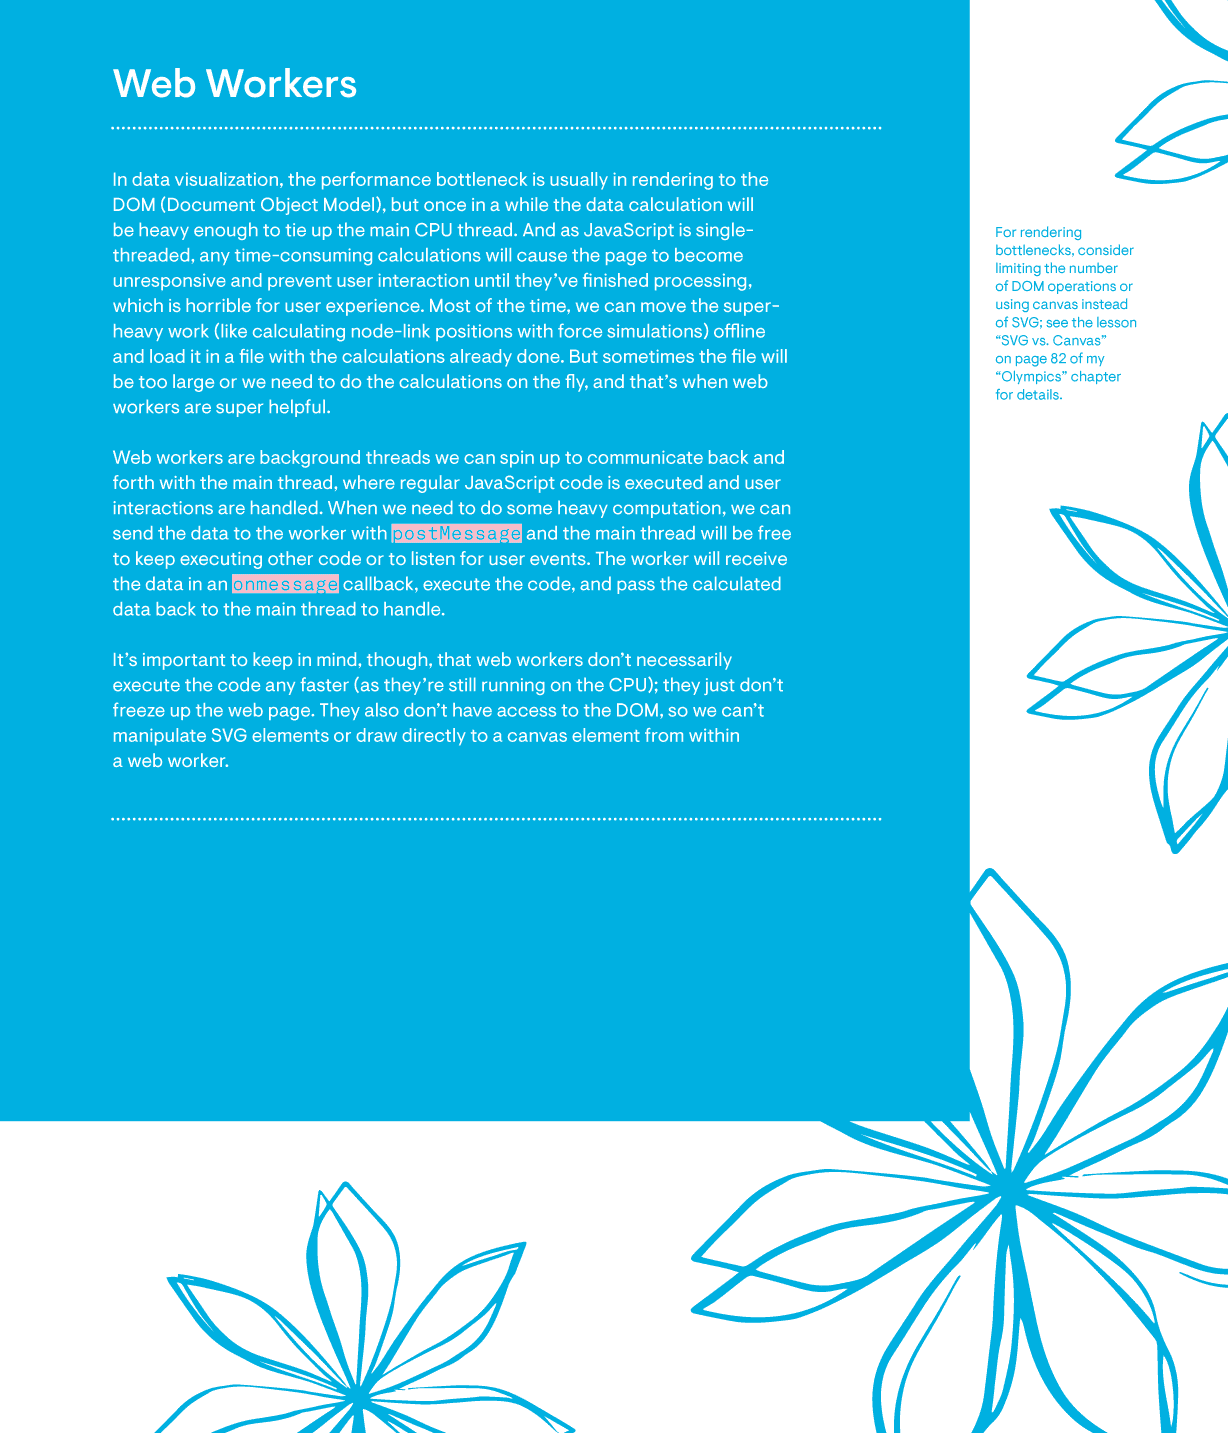 Web Workers
In data visualization, the performance bottleneck is usually in rendering to the
DOM (Document Object Model), but once in a while the data calculation will
be heavy enough to tie up the main CPU thread. And as JavaScript is single-
threaded, any time-consuming calculations will cause the page to become
unresponsive and prevent user interaction until they’ve finished processing,
which is horrible for user experience. Most of the time, we can move the super-
heavy work (like calculating node-link positions with force simulations) offline
and load it in a file with the calculations already done. But sometimes the file will
be too large or we need to do the calculations on the fly, and that’s when web
workers are super helpful.
Web workers are background threads we can spin up to communicate back and
forth with the main thread, where regular JavaScript code is executed and user
interactions are handled. When we need to do some heavy computation, we can
send the data to the worker with postMessage and the main thread will be free
to keep executing other code or to listen for user events. The worker will receive
the data in an onmessage callback, execute the code, and pass the calculated
data back to the main thread to handle.
It’s important to keep in mind, though, that web workers don’t necessarily
execute the code any faster (as they’re still running on the CPU); they just don’t
freeze up the web page. They also don’t have access to the DOM, so we can’t
manipulate SVG elements or draw directly to a canvas element from within
a web worker.
For rendering
bottlenecks, consider
limiting the number
of DOM operations or
using canvas instead
of SVG; see the lesson
“SVG vs. Canvas”
on page 82 of my
“Olympics” chapter
for details.